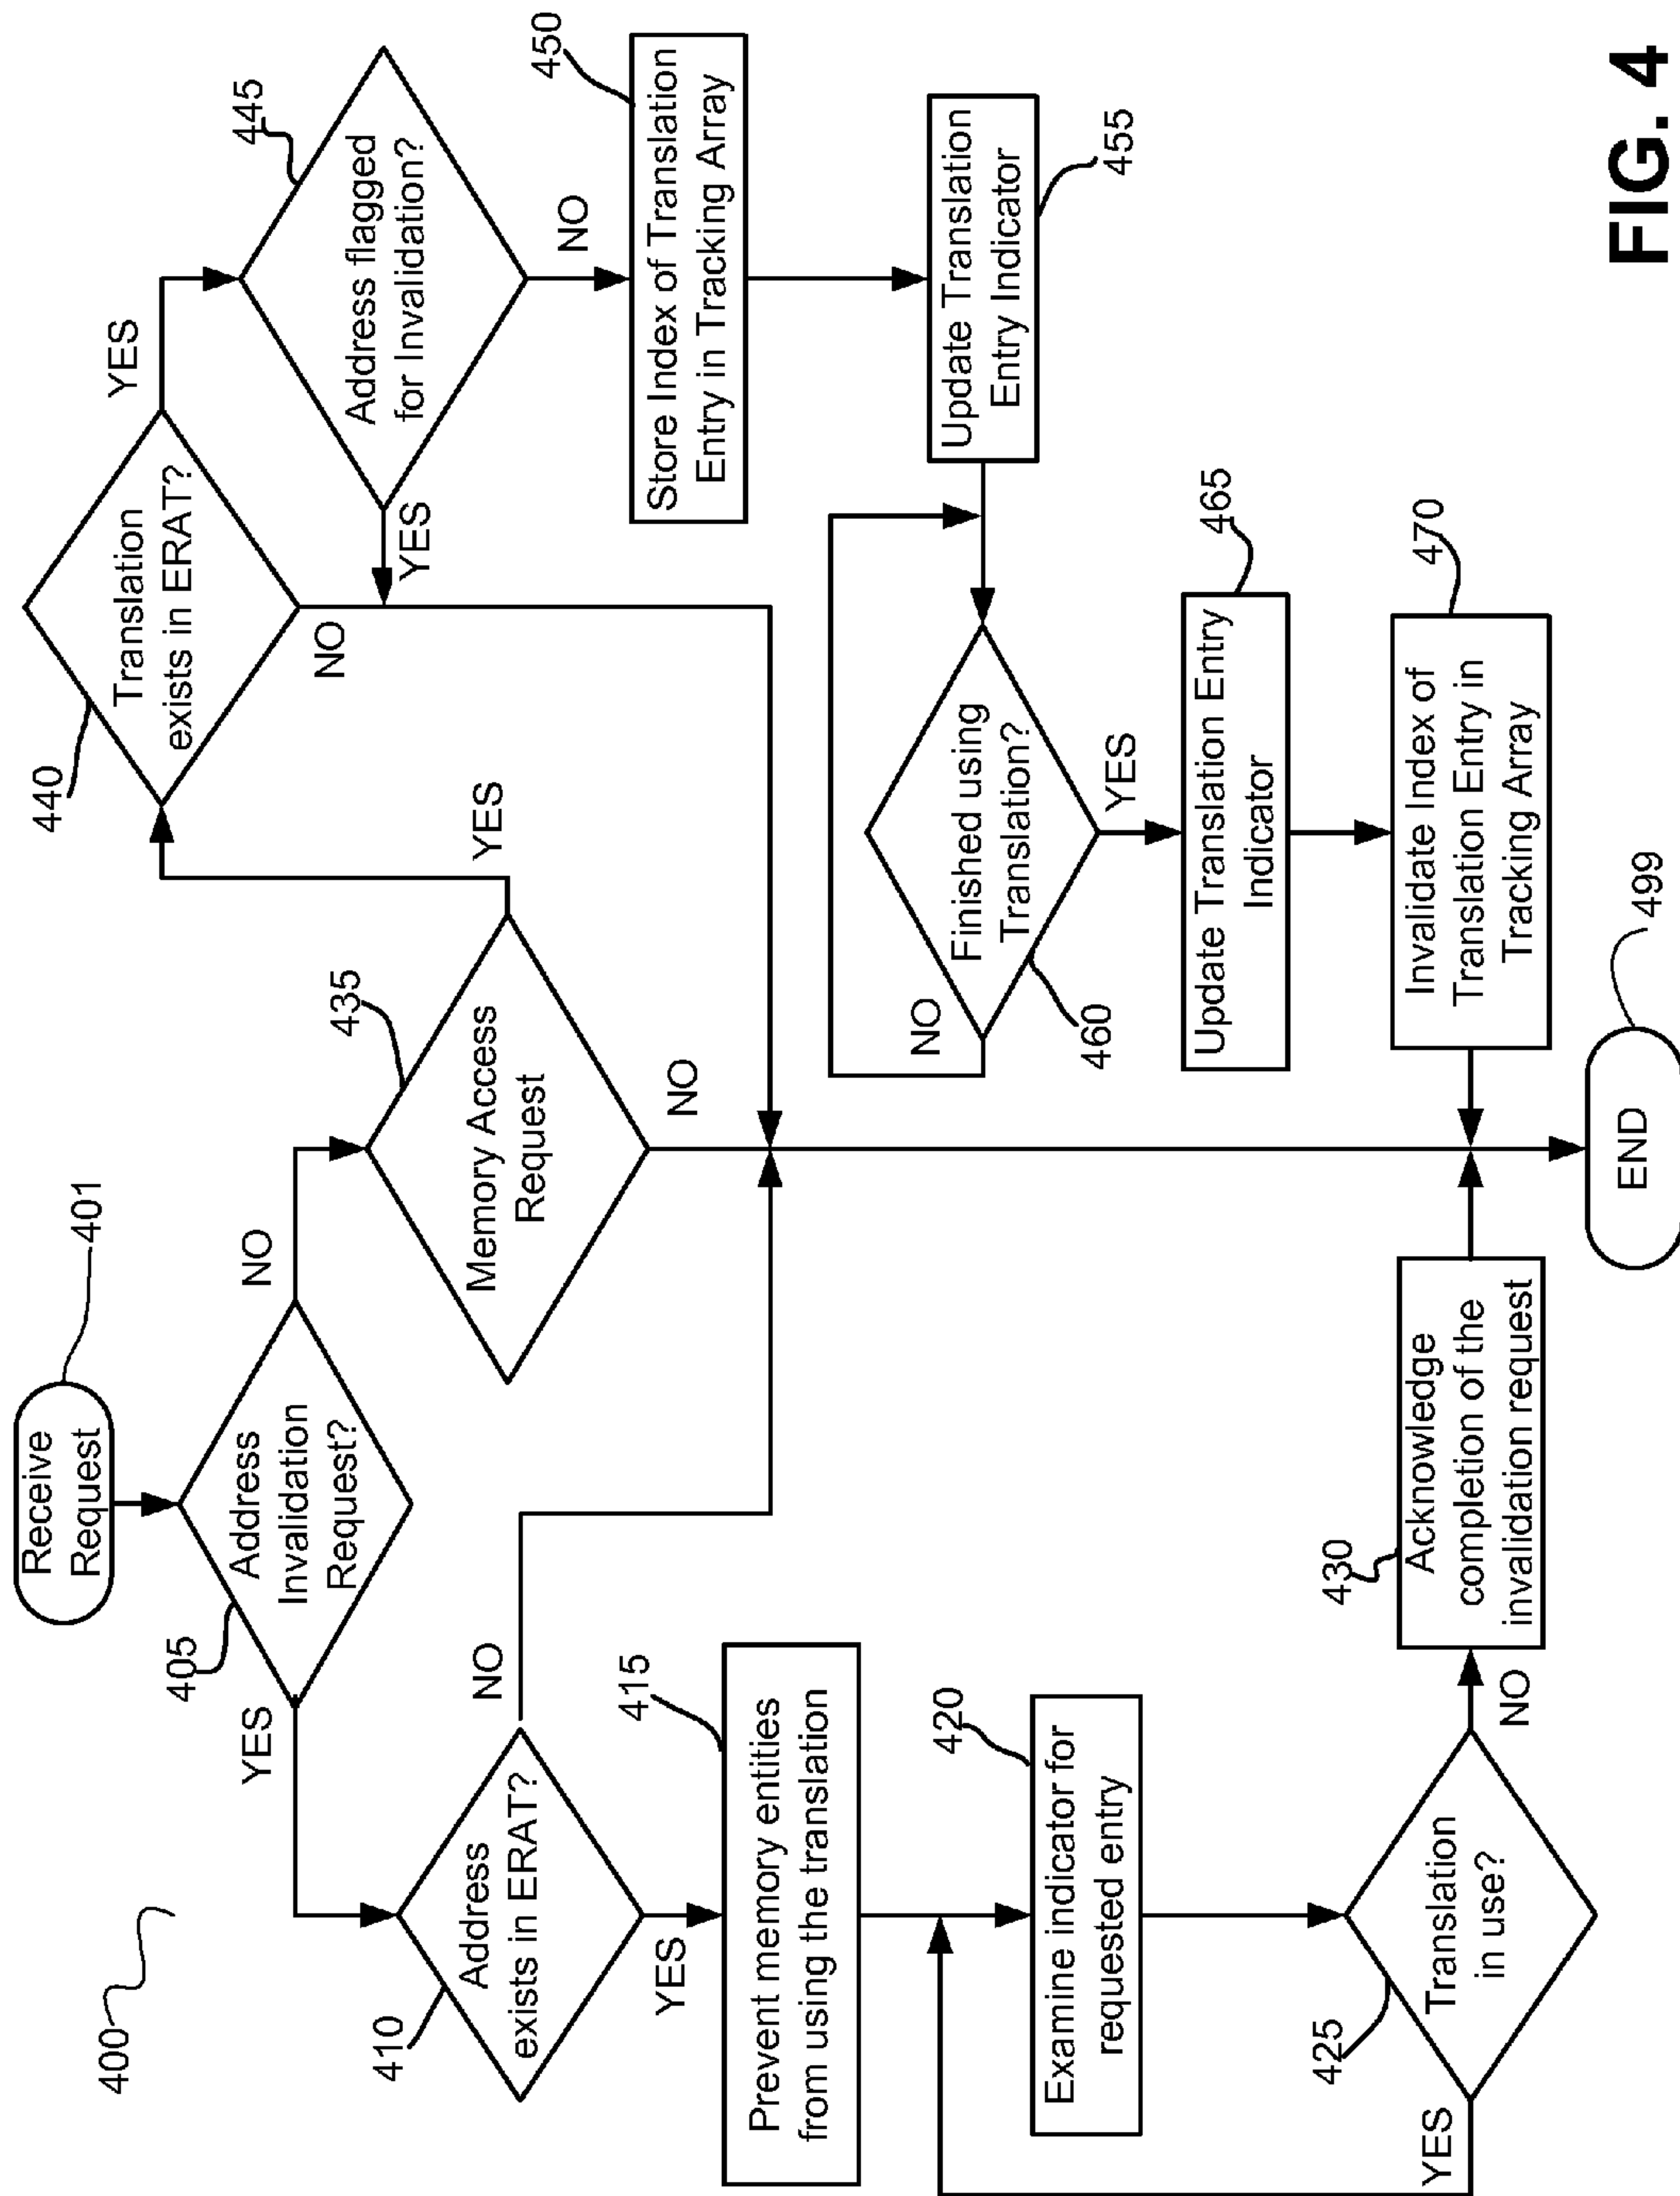 400
Receive
Request
401
405
Address
Invalidation
Request?
YES
NO
410
Address
exists in ERAT?
NO
YES
415
Prevent memory entities
from using the translation
420
Examine indicator for
requested entry
425
Translation
in use?
YES
NO
430
Acknowledge
completion of the
invalidation request
435
Memory Access
Request
YES
NO
440
Translation
exists in ERAT?
YES
NO
445
Address flagged
for Invalidation?
YES
NO
450
Store Index of Translation
Entry in Tracking Array
455
Update Translation
Entry Indicator
460
Finished using
Translation?
NO
YES
465
Update Translation Entry
Indicator
470
Invalidate Index of
Translation Entry in
Tracking Array
499
END
FIG. 4